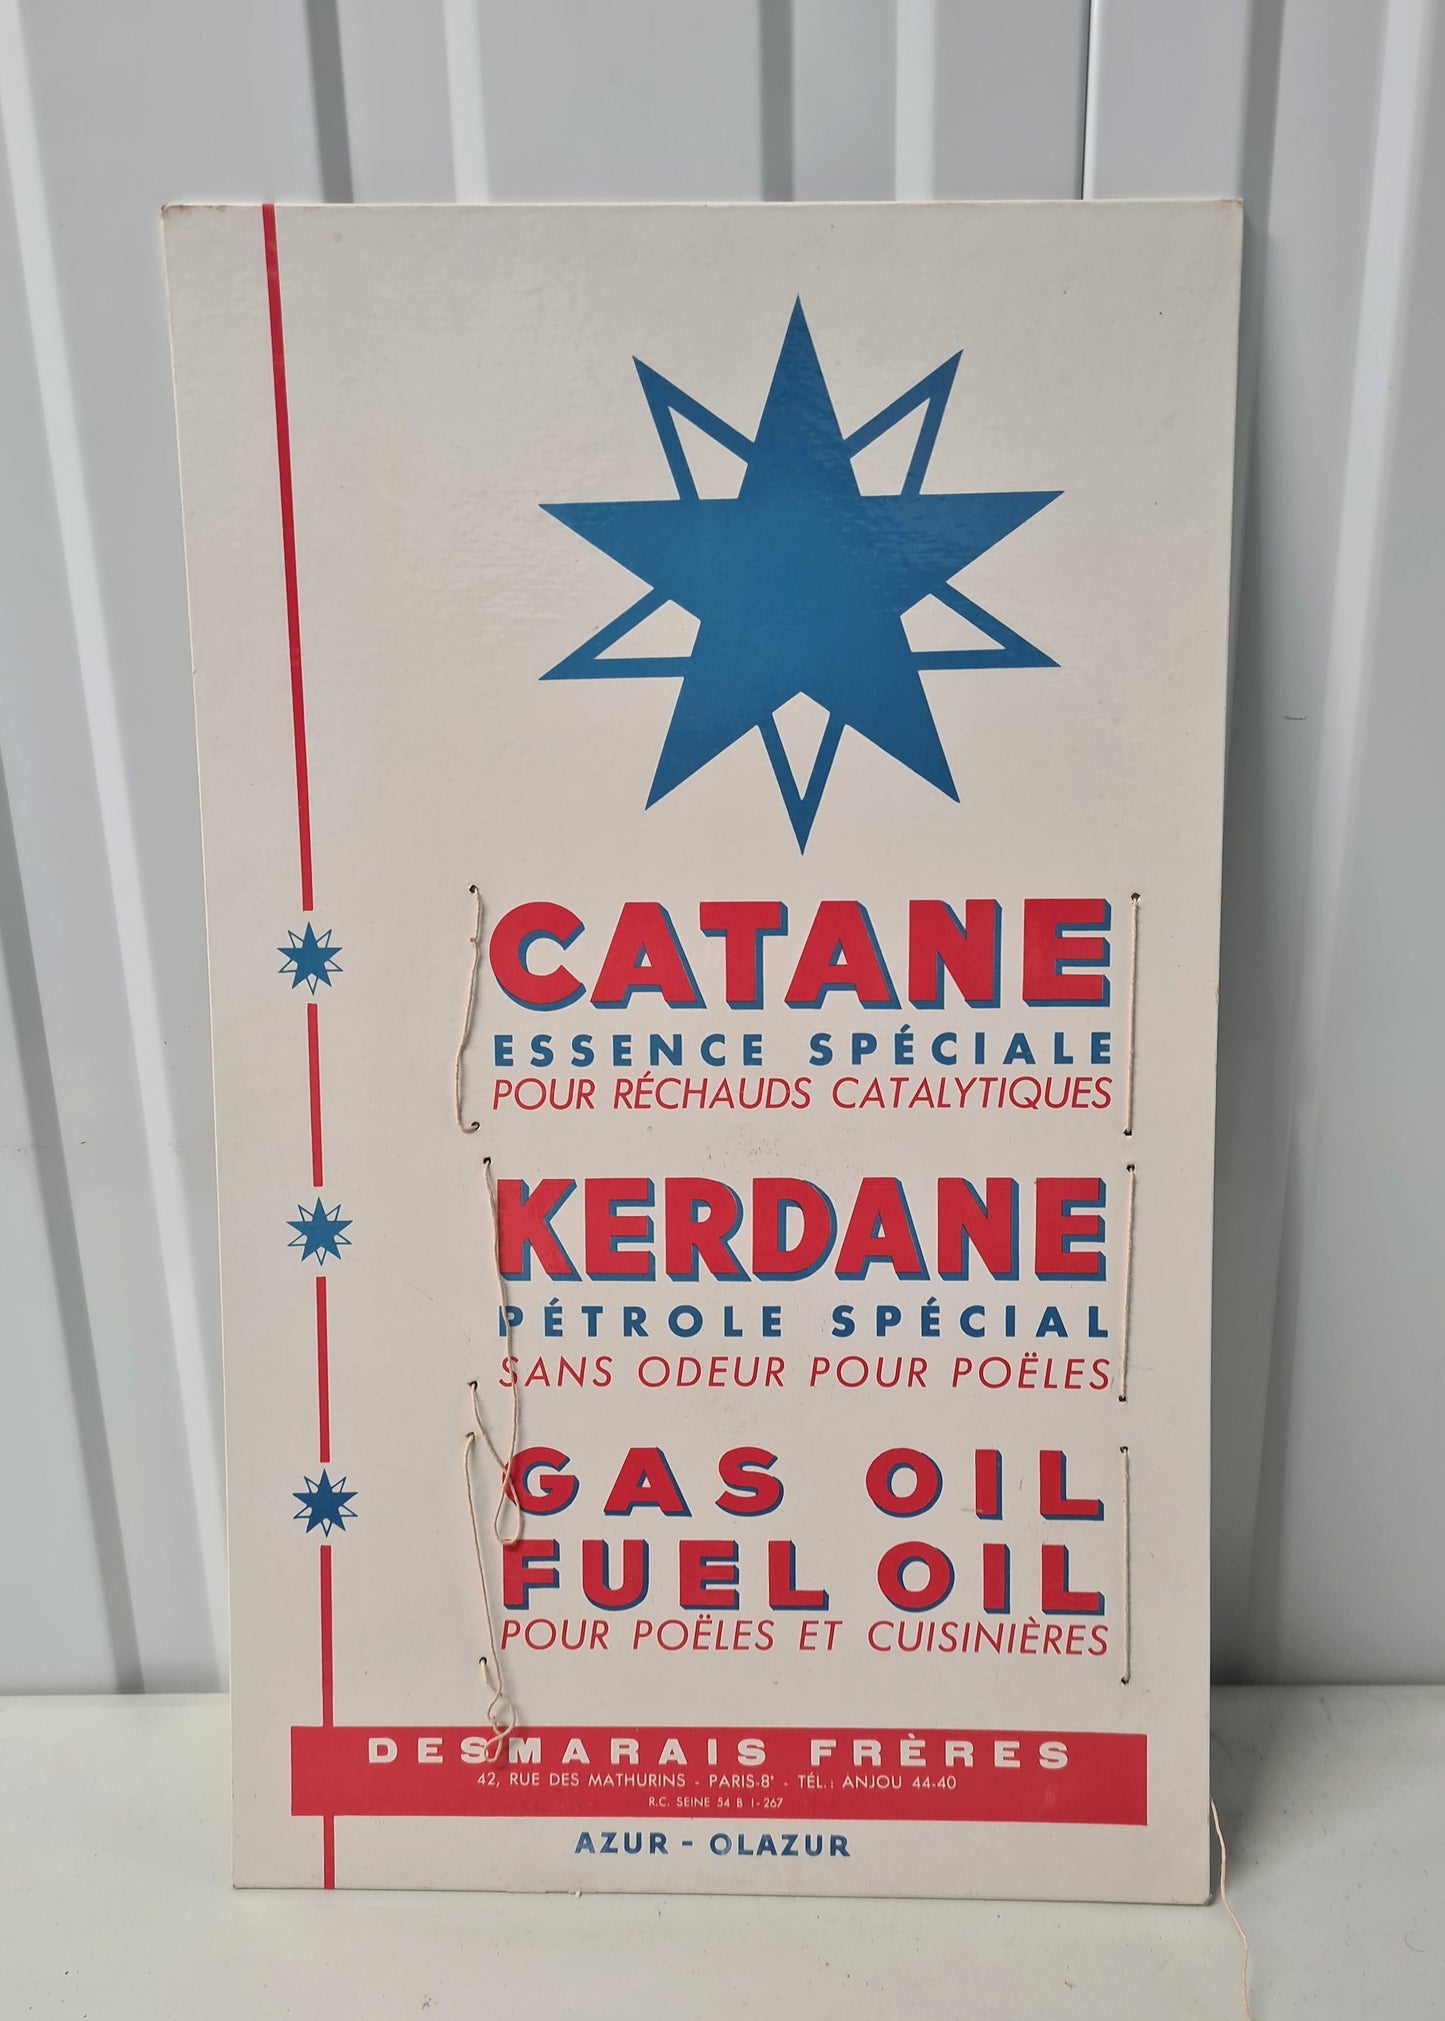 CATANE
ESSENCE SPÉCIALE
POUR RÉCHAUDS CATALYTIQUES
KERDANE
PÉTROLE SPÉCIAL
SANS ODEUR POUR POËLES
GAS OIL
FUEL OIL
POUR POËLES ET CUISINIÈRES
DESMARAIS FRÈRES
42, RUE DES MATHURINS - PARIS-8e - TÉL.: ANJOU 44-40
R.C. SEINE 54 B 1-267
AZUR - OLAZUR